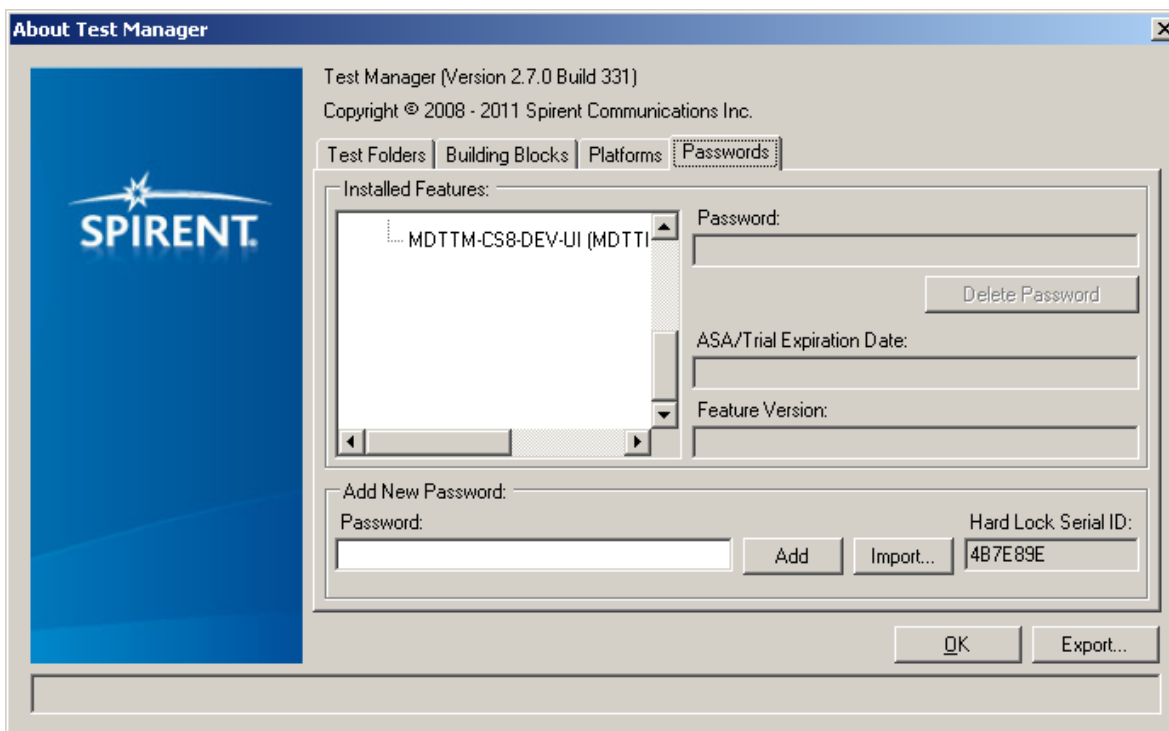 About Test Manager
SPIRENT.
Test Manager (Version 2.7.0 Build 331)
Copyright © 2008 - 2011 Spirent Communications Inc.
Test Folders Building Blocks Platforms Passwords
Installed Features:
MDTTM-CS8-DEV-UI (MDTTI
Password:
Delete Password
ASA/Trial Expiration Date:
Feature Version:
Add New Password:
Password:
Hard Lock Serial ID:
Add Import... 4B7E89E
OK Export...